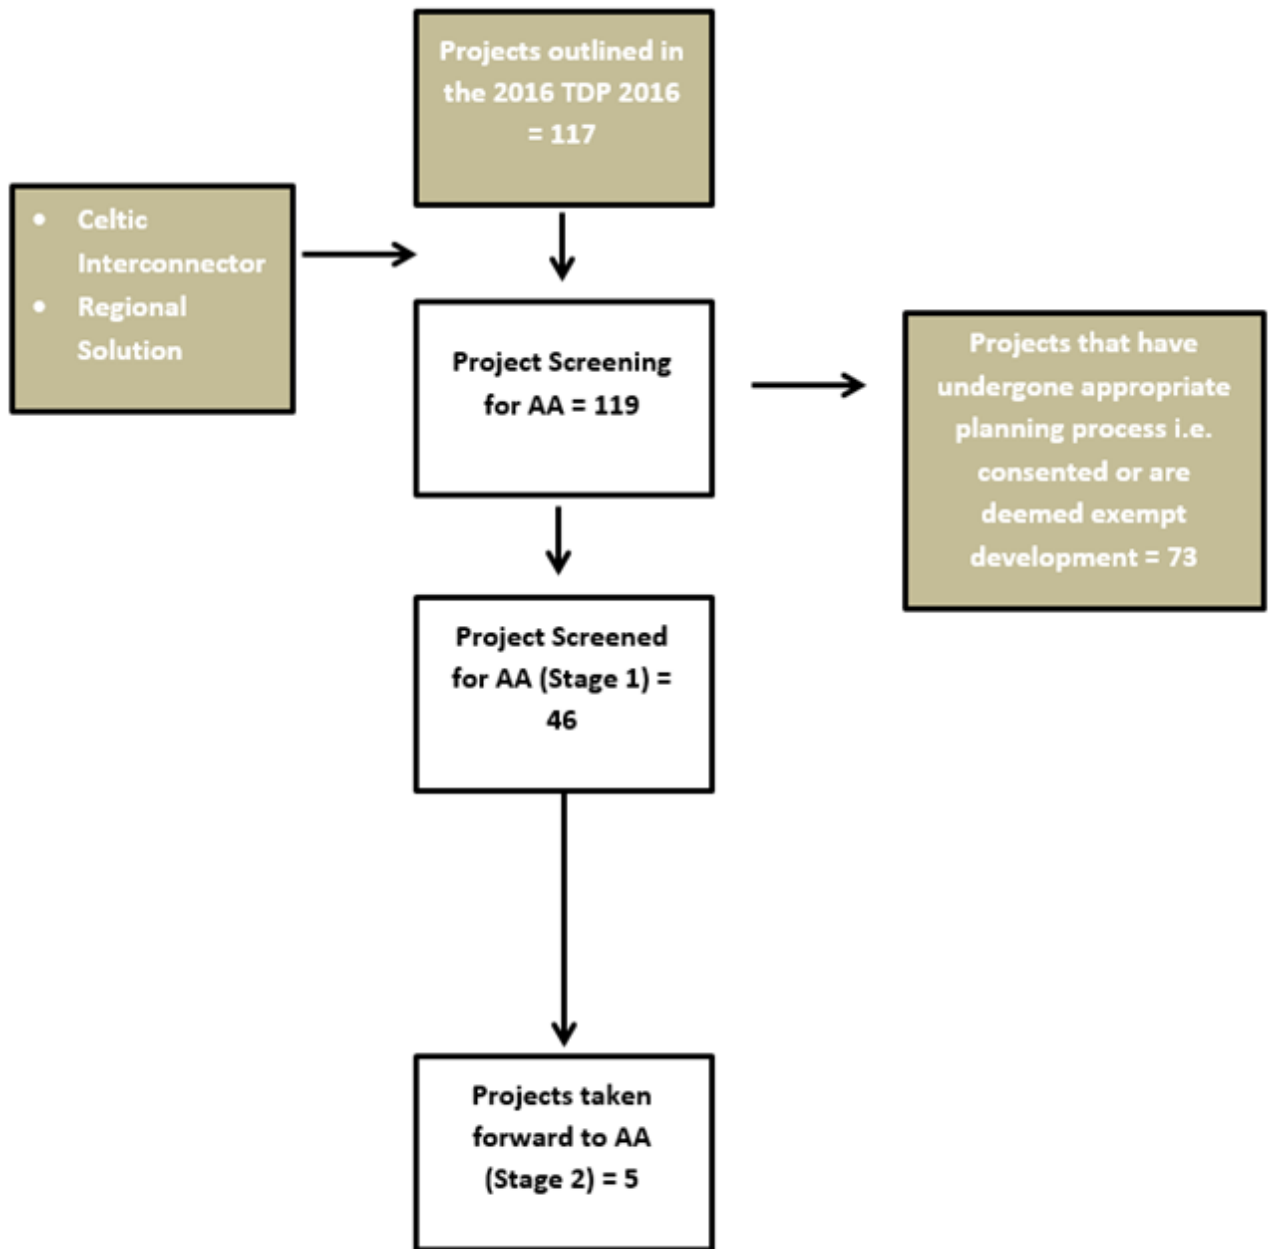 Projects outlined in
the 2016 TDP 2016
= 117
• Celtic
Interconnector
• Regional
Solution
Project Screening
for AA = 119
Projects that have
undergone appropriate
planning process i.e.
consented or are
deemed exempt
development = 73
Project Screened
for AA (Stage 1) =
46
Projects taken
forward to AA
(Stage 2) = 5